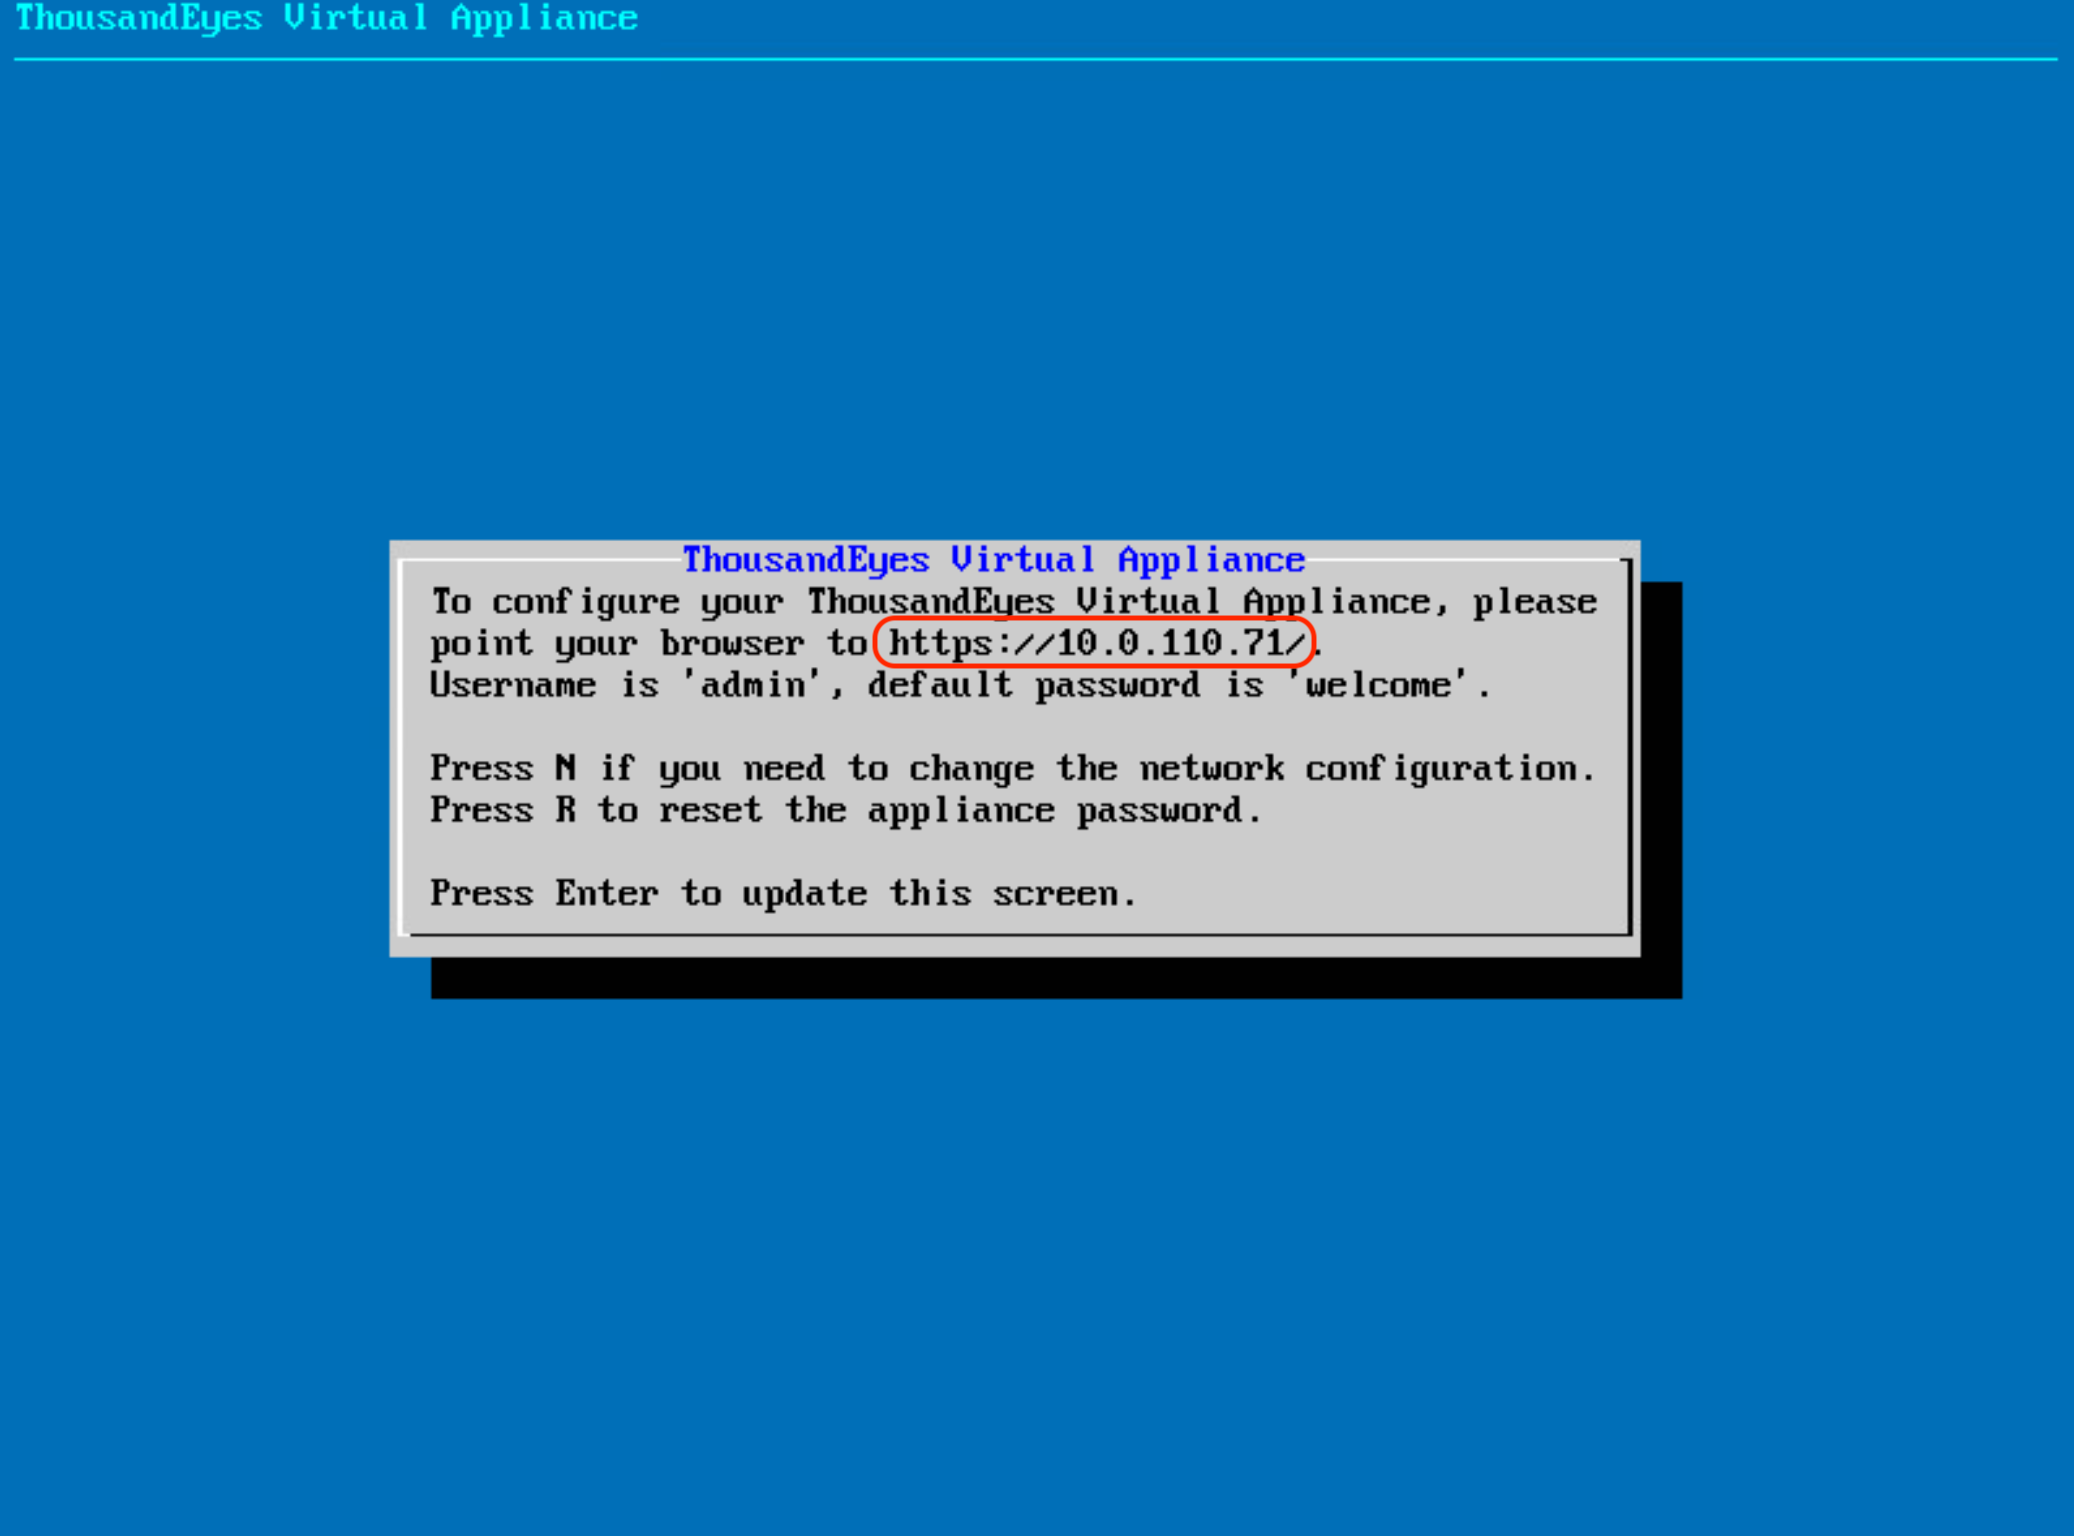 ThousandEyes Virtual Appliance
ThousandEyes Virtual Appliance
To configure your ThousandEyes Virtual Appliance, please
point your browser to https://10.0.110.71/.
Username is 'admin', default password is 'welcome'.
Press N if you need to change the network configuration.
Press R to reset the appliance password.
Press Enter to update this screen.